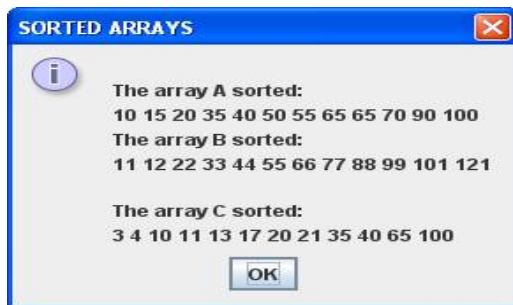 SORTED ARRAYS
The array A sorted:
10 15 20 35 40 50 55 65 65 70 90 100
The array B sorted:
11 12 22 33 44 55 66 77 88 99 101 121
The array C sorted:
3 4 10 11 13 17 20 21 35 40 65 100
OK